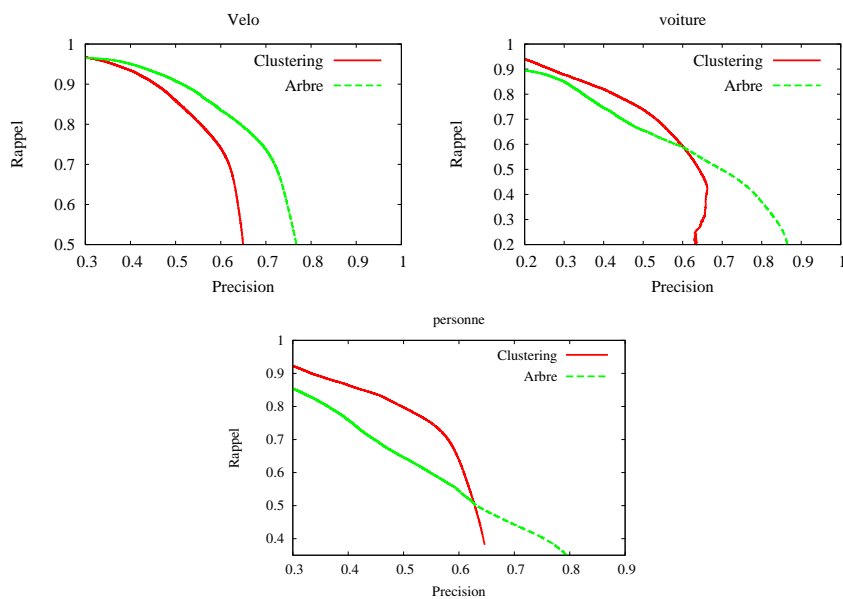 Velo
1
0.9
0.8
0.7
0.6
0.5
0.3 0.4 0.5 0.6 0.7 0.8 0.9 1
Rappel
Precision
Clustering
Arbre
voiture
1
0.9
0.8
0.7
0.6
0.5
0.4
0.3
0.2
0.2 0.3 0.4 0.5 0.6 0.7 0.8 0.9 1
Rappel
Precision
Clustering
Arbre
personne
1
0.9
0.8
0.7
0.6
0.5
0.4
0.3 0.4 0.5 0.6 0.7 0.8 0.9
Rappel
Precision
Clustering
Arbre